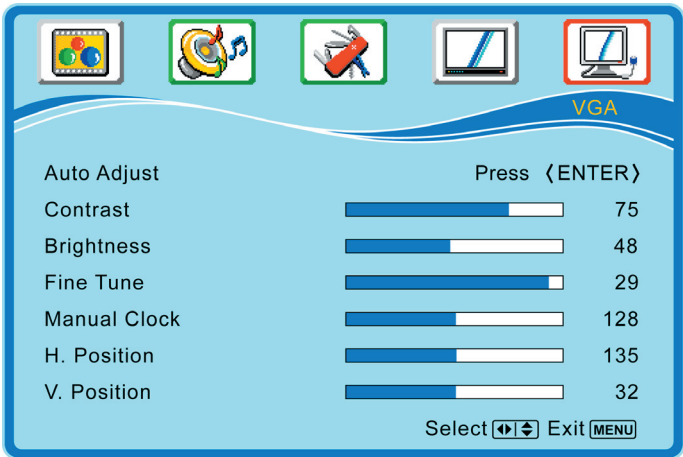 VGA
Auto Adjust Press 〈ENTER〉
Contrast 75
Brightness 48
Fine Tune 29
Manual Clock 128
H. Position 135
V. Position 32
Select Exit MENU